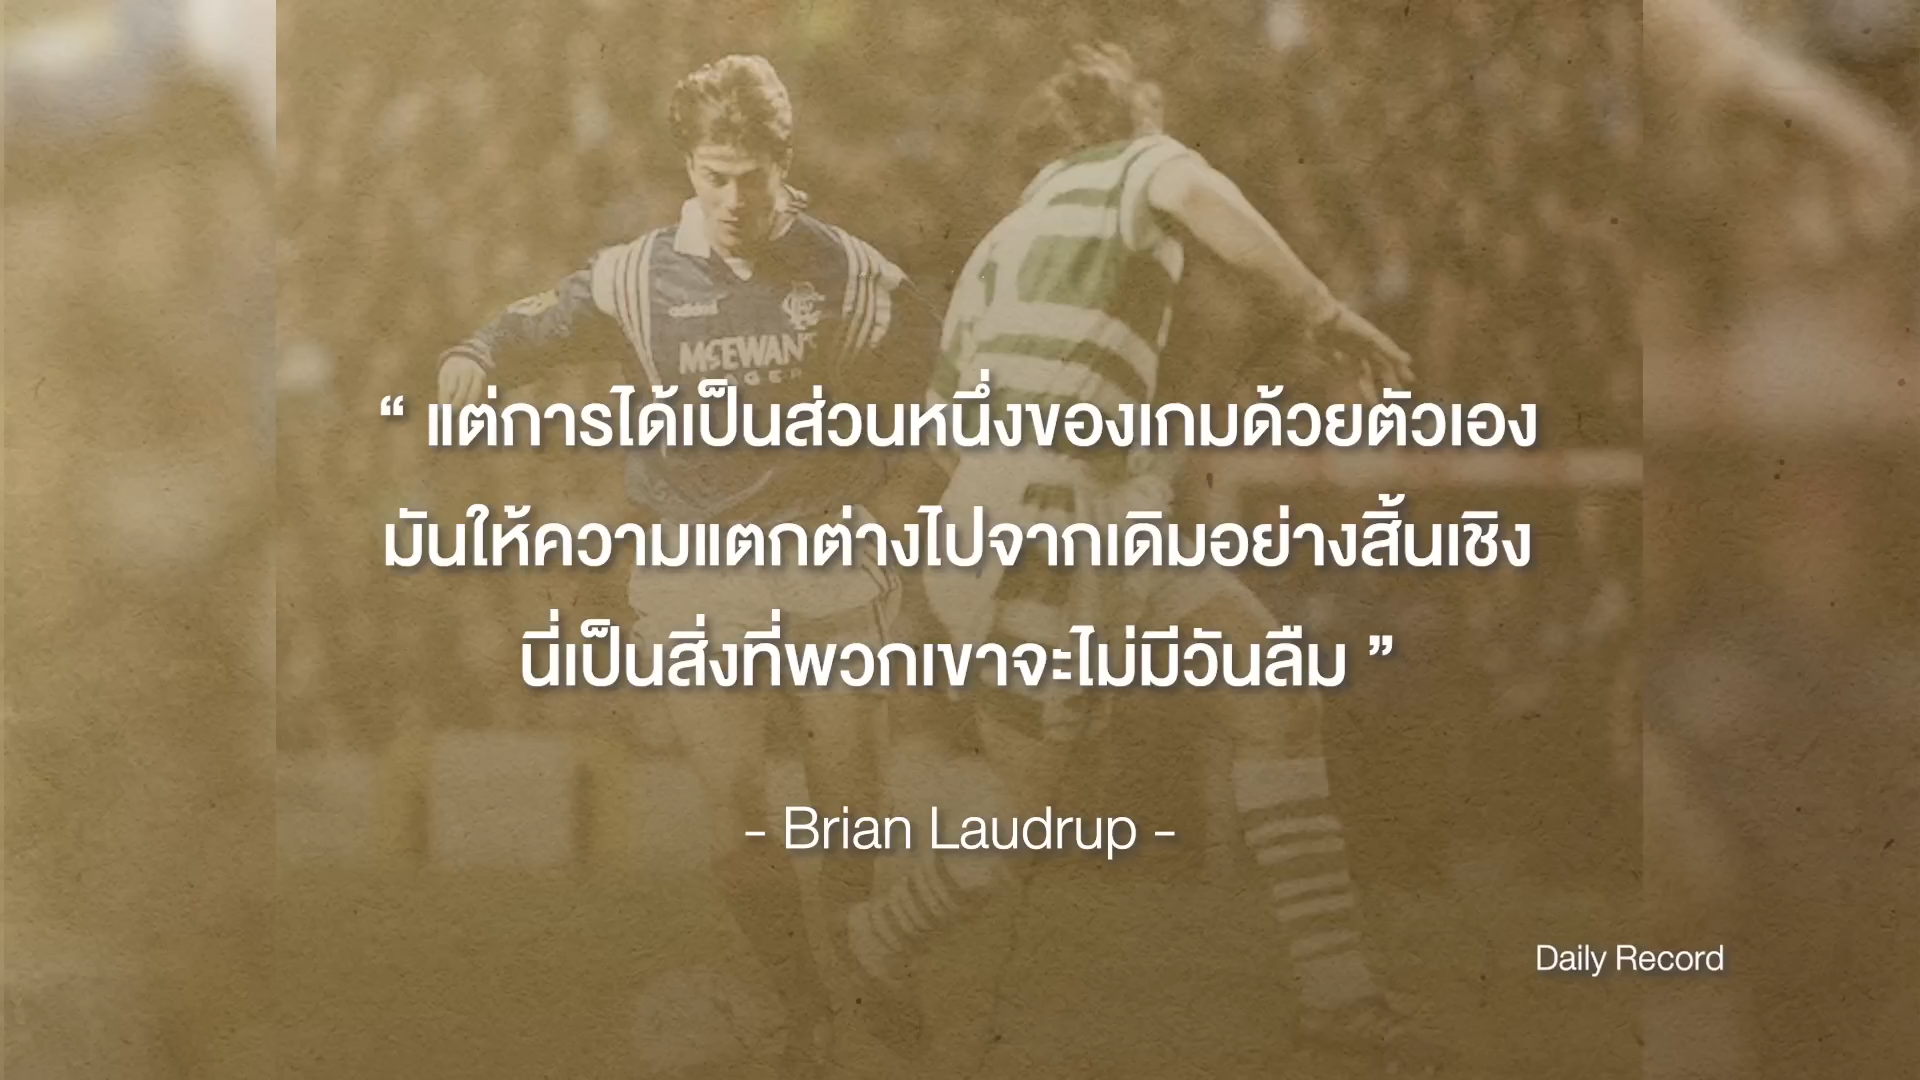 adidas
McEWAN'S
LAGER
“ แต่การได้เป็นส่วนหนึ่งของเกมด้วยตัวเอง
มันให้ความแตกต่างไปจากเดิมอย่างสิ้นเชิง
นี่เป็นสิ่งที่พวกเขาจะไม่มีวันลืม ”
- Brian Laudrup -
Daily Record